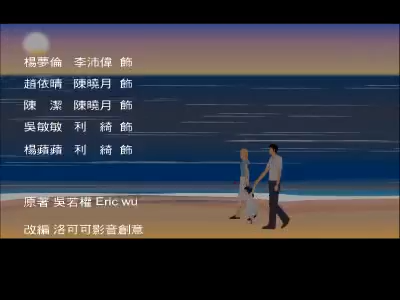 楊夢倫　李沛偉 飾
趙依晴　陳曉月 飾
陳　潔　陳曉月 飾
吳敏敏　利　綺 飾
楊蘋蘋　利　綺 飾
原著 吳若權 Eric wu
改編 洛可可影音創意